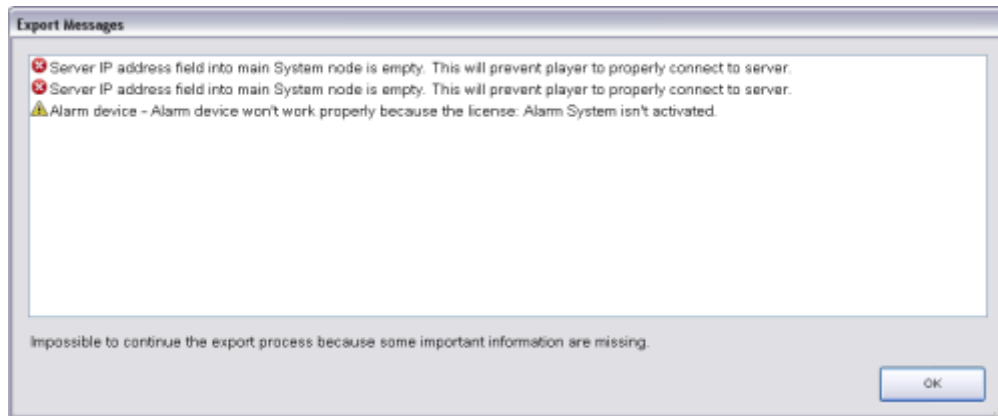 Export Messages
Server IP address field into main System node is empty. This will prevent player to properly connect to server.
Server IP address field into main System node is empty. This will prevent player to properly connect to server.
Alarm device - Alarm device won't work properly because the license: Alarm System isn't activated.
Impossible to continue the export process because some important information are missing.
OK